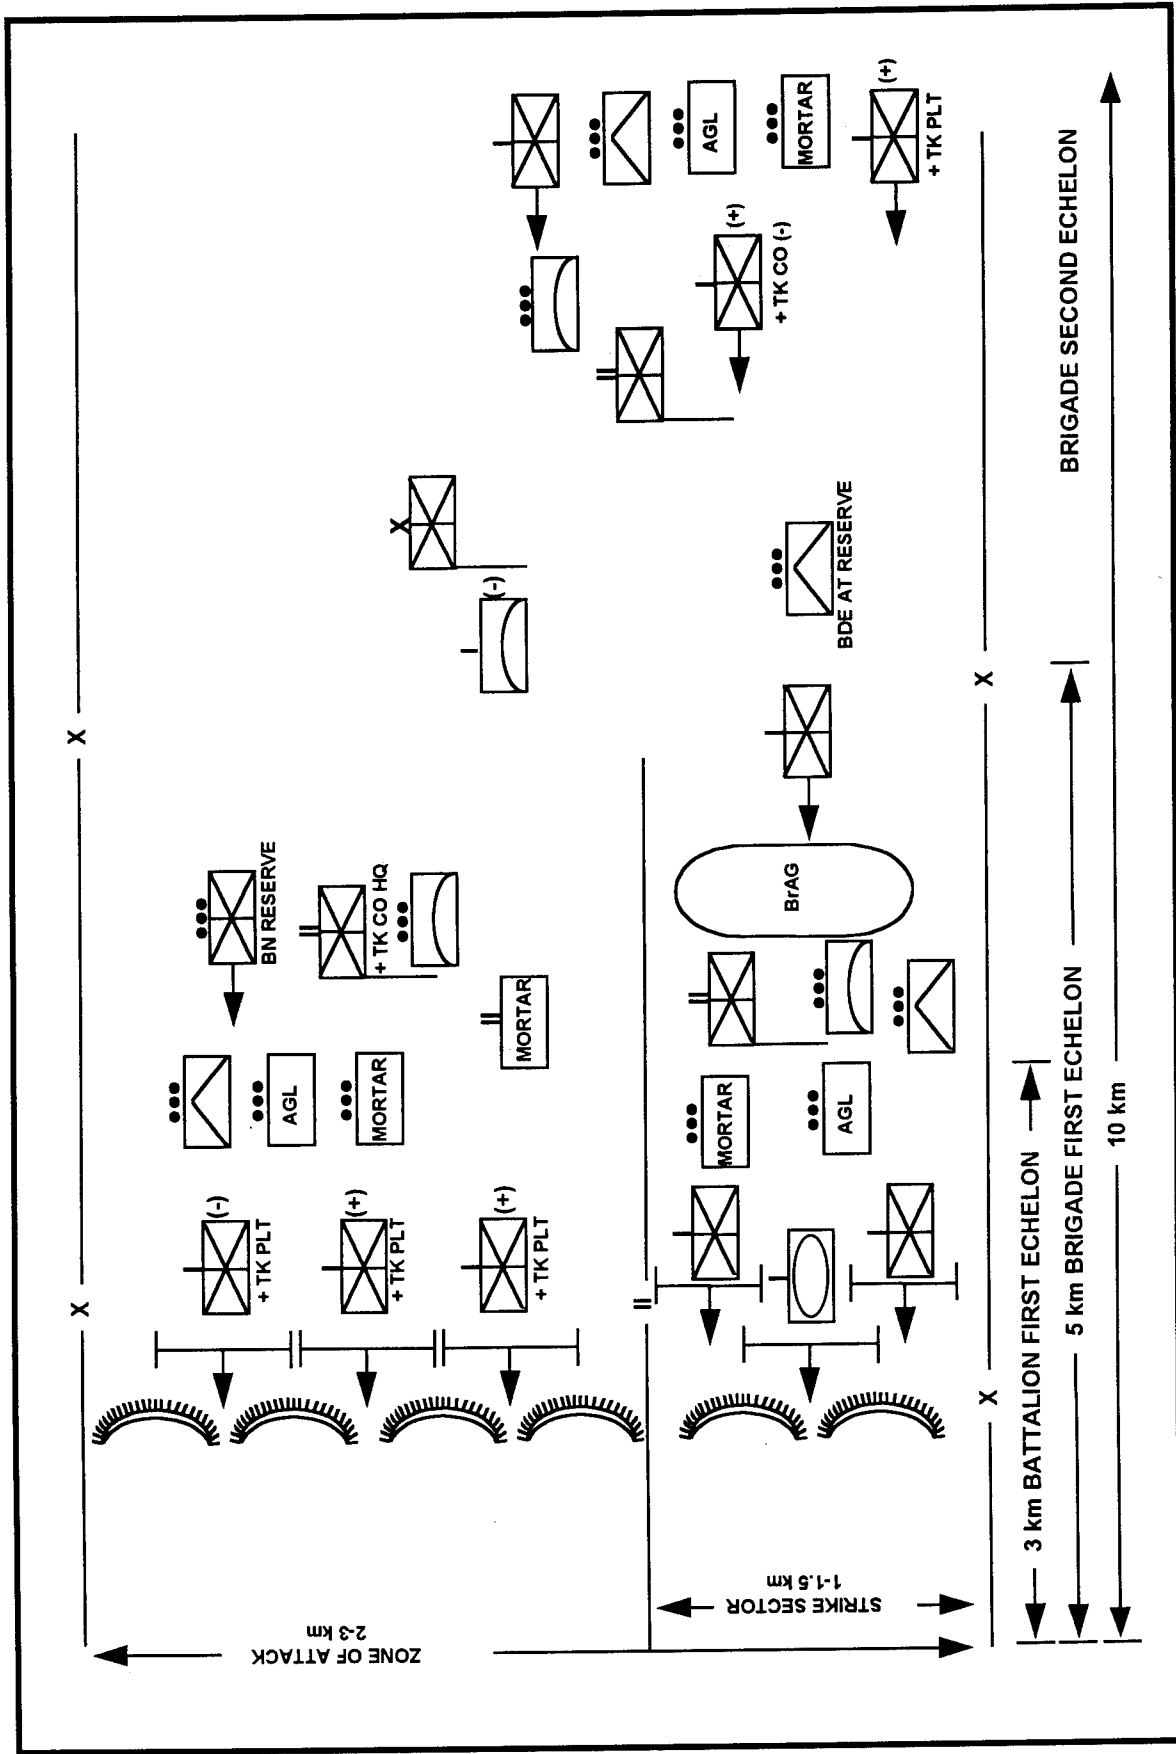 X
X
ZONE OF ATTACK
2-3 km
(-)
+ TK PLT
BN RESERVE
AGL
(+)
+ TK PLT
MORTAR
+ TK CO HQ
X
(+)
+ TK PLT
MORTAR
(-)
II
STRIKE SECTOR
1-1.5 km
MORTAR
AGL
BrAG
BDE AT RESERVE
(+)
+ TK CO (-)
AGL
MORTAR
(+)
+ TK PLT
X
X
3 km BATTALION FIRST ECHELON
5 km BRIGADE FIRST ECHELON
BRIGADE SECOND ECHELON
10 km